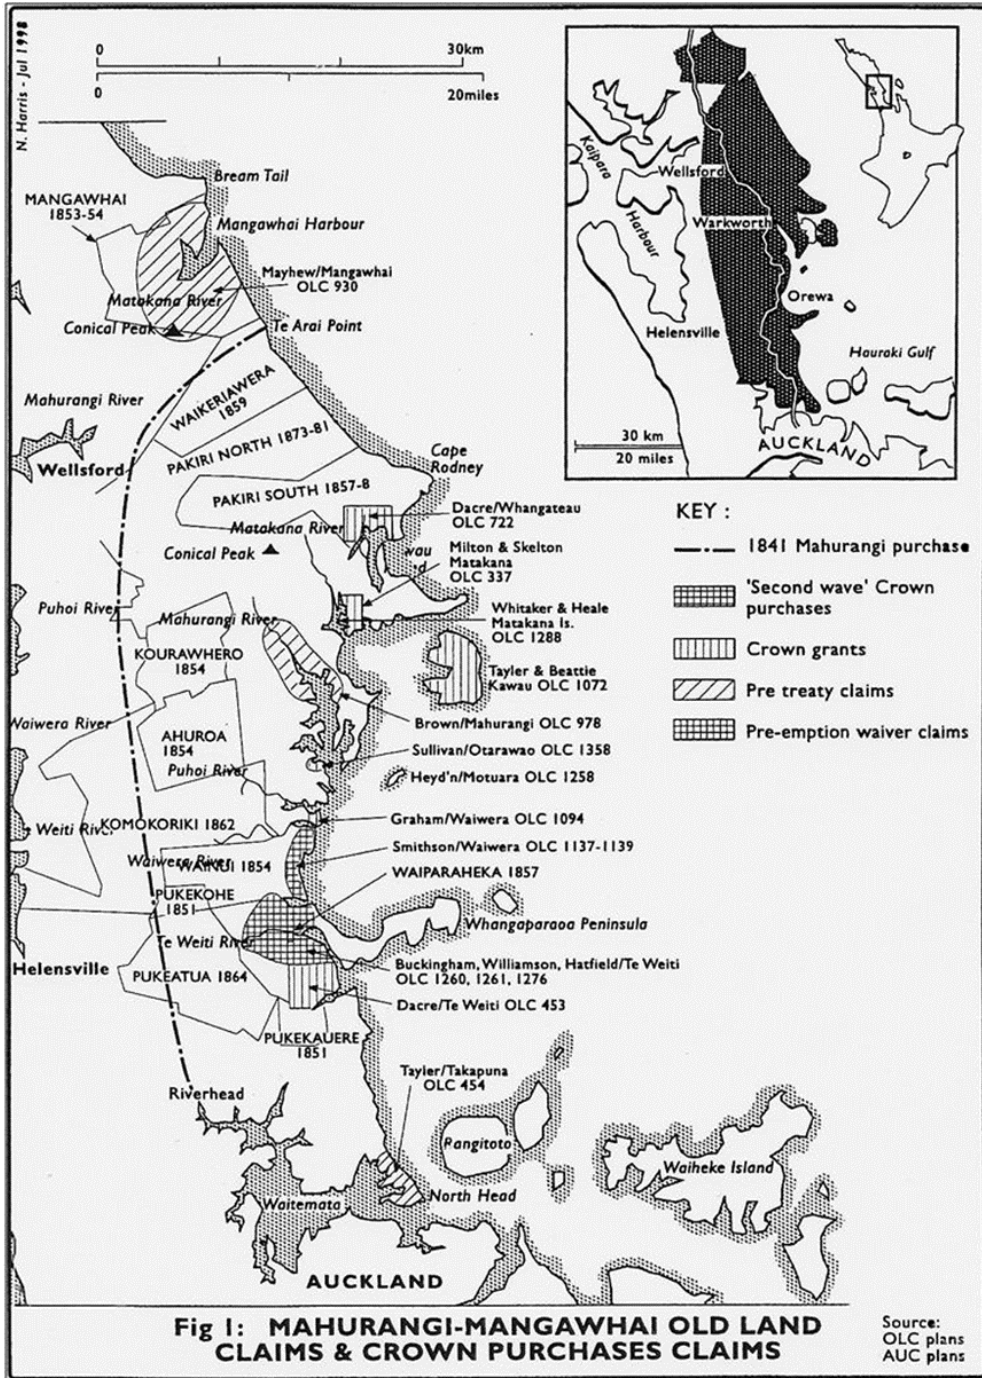 N. Harris - Jul 1998
0 30km
0 20miles
Bream Tail
MANGAWHAI
1853-54
Mangawhai Harbour
Mayhew/Mangawhai
OLC 930
Matakana River
Conical Peak
Te Arai Point
Mahurangi River
WAIKERIAWERA
1859
PAKIRI NORTH 1873-81
Wellsford
Cape
Rodney
PAKIRI SOUTH 1857-8
Matakana River
Dacre/Whangateau
OLC 722
Conical Peak
Milton & Skelton
Matakana
OLC 337
Puhoi River
Mahurangi River
Whitaker & Heale
Matakana Is.
OLC 1288
KOURAWHERO
1854
Tayler & Beattie
Kawau OLC 1072
Waiwera River
Brown/Mahurangi OLC 978
AHUROA
1854
Sullivan/Otarawao OLC 1358
Puhoi River
Heyd'n/Motuara OLC 1258
KOMOKORIKI 1862
Te Weiti River
Graham/Waiwera OLC 1094
Smithson/Waiwera OLC 1137-1139
Waiwera River
WAINUI 1854
WAIPARAHEKA 1857
PUKEKOHE
1851
Whangaparaoa Peninsula
Te Weiti River
Helensville
PUKEATUA 1864
Buckingham, Williamson, Hatfield/Te Weiti
OLC 1260, 1261, 1276
Dacre/Te Weiti OLC 453
PUKEKAUERE
1851
Tayler/Takapuna
OLC 454
Riverhead
Rangitoto
Waiheke Island
North Head
Waitemata
AUCKLAND
Kaipara
Harbour
Wellsford
Warkworth
Orewa
Helensville
Hauraki Gulf
30 km
20 miles
AUCKLAND
KEY :
1841 Mahurangi purchase
'Second wave' Crown
purchases
Crown grants
Pre treaty claims
Pre-emption waiver claims
Fig 1: MAHURANGI-MANGAWHAI OLD LAND
CLAIMS & CROWN PURCHASES CLAIMS
Source:
OLC plans
AUC plans